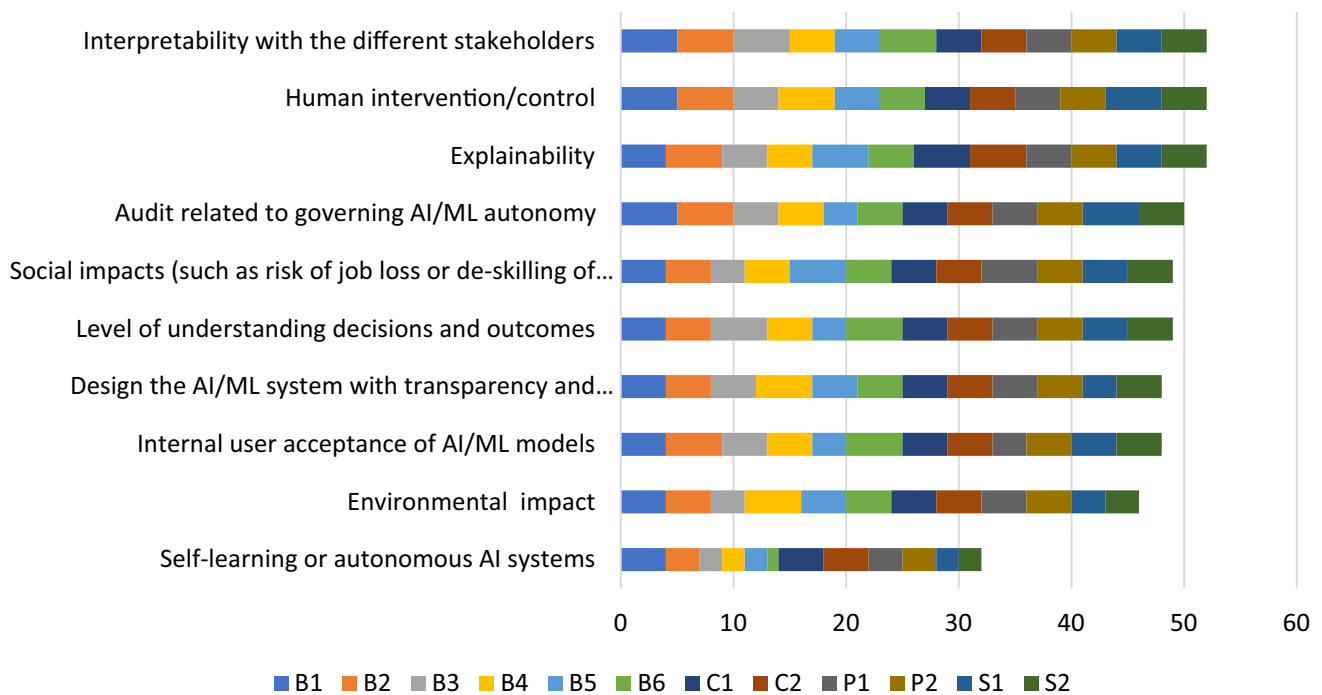 Interpretability with the different stakeholders
Human intervention/control
Explainability
Audit related to governing AI/ML autonomy
Social impacts (such as risk of job loss or de-skilling of...
Level of understanding decisions and outcomes
Design the AI/ML system with transparency and...
Internal user acceptance of AI/ML models
Environmental  impact
Self-learning or autonomous AI systems
0 10 20 30 40 50 60
B1 B2 B3 B4 B5 B6 C1 C2 P1 P2 S1 S2